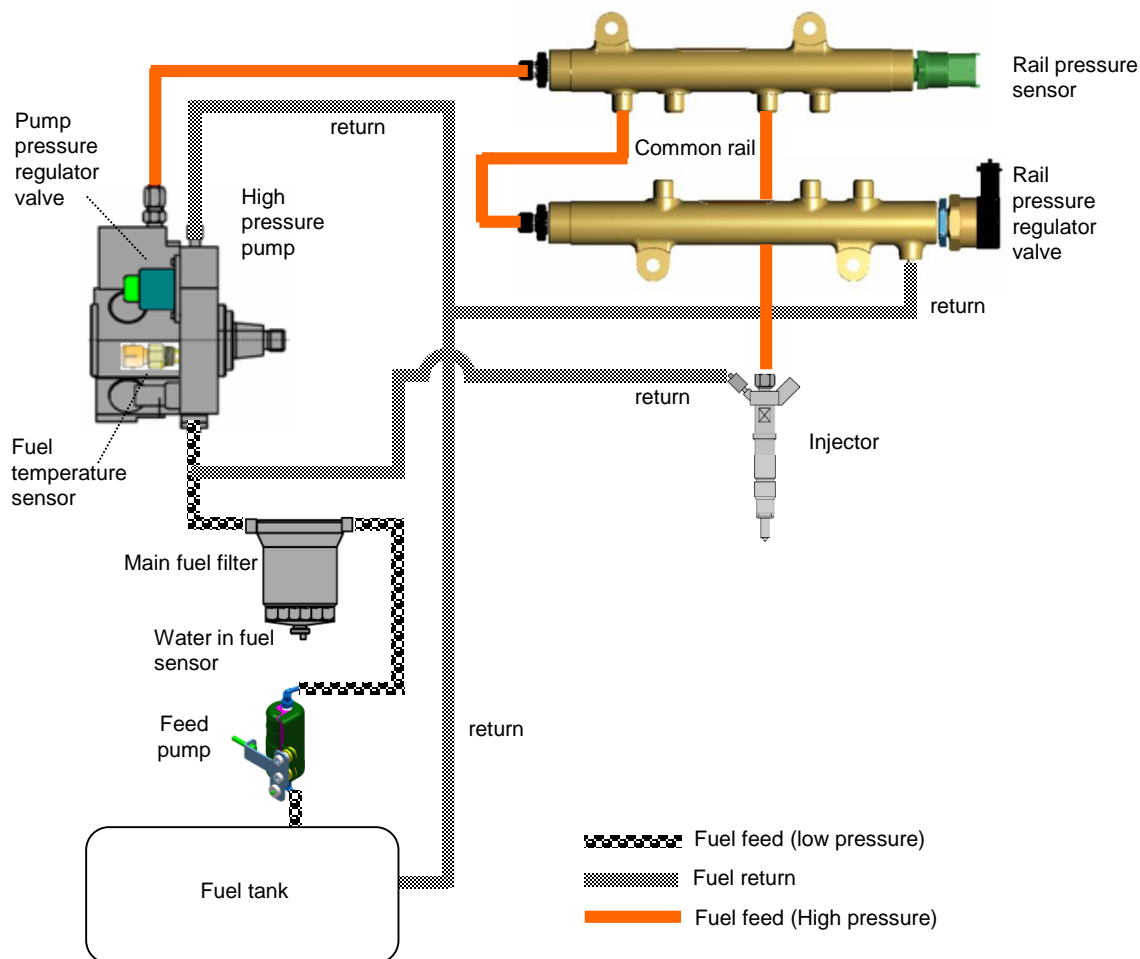 Rail pressure
sensor
return
Pump
pressure
regulator
valve
Common rail
High
pressure
pump
Rail
pressure
regulator
valve
return
return
Injector
Fuel
temperature
sensor
Main fuel filter
Water in fuel
sensor
Feed
pump
return
Fuel tank
Fuel feed (low pressure)
Fuel return
Fuel feed (High pressure)